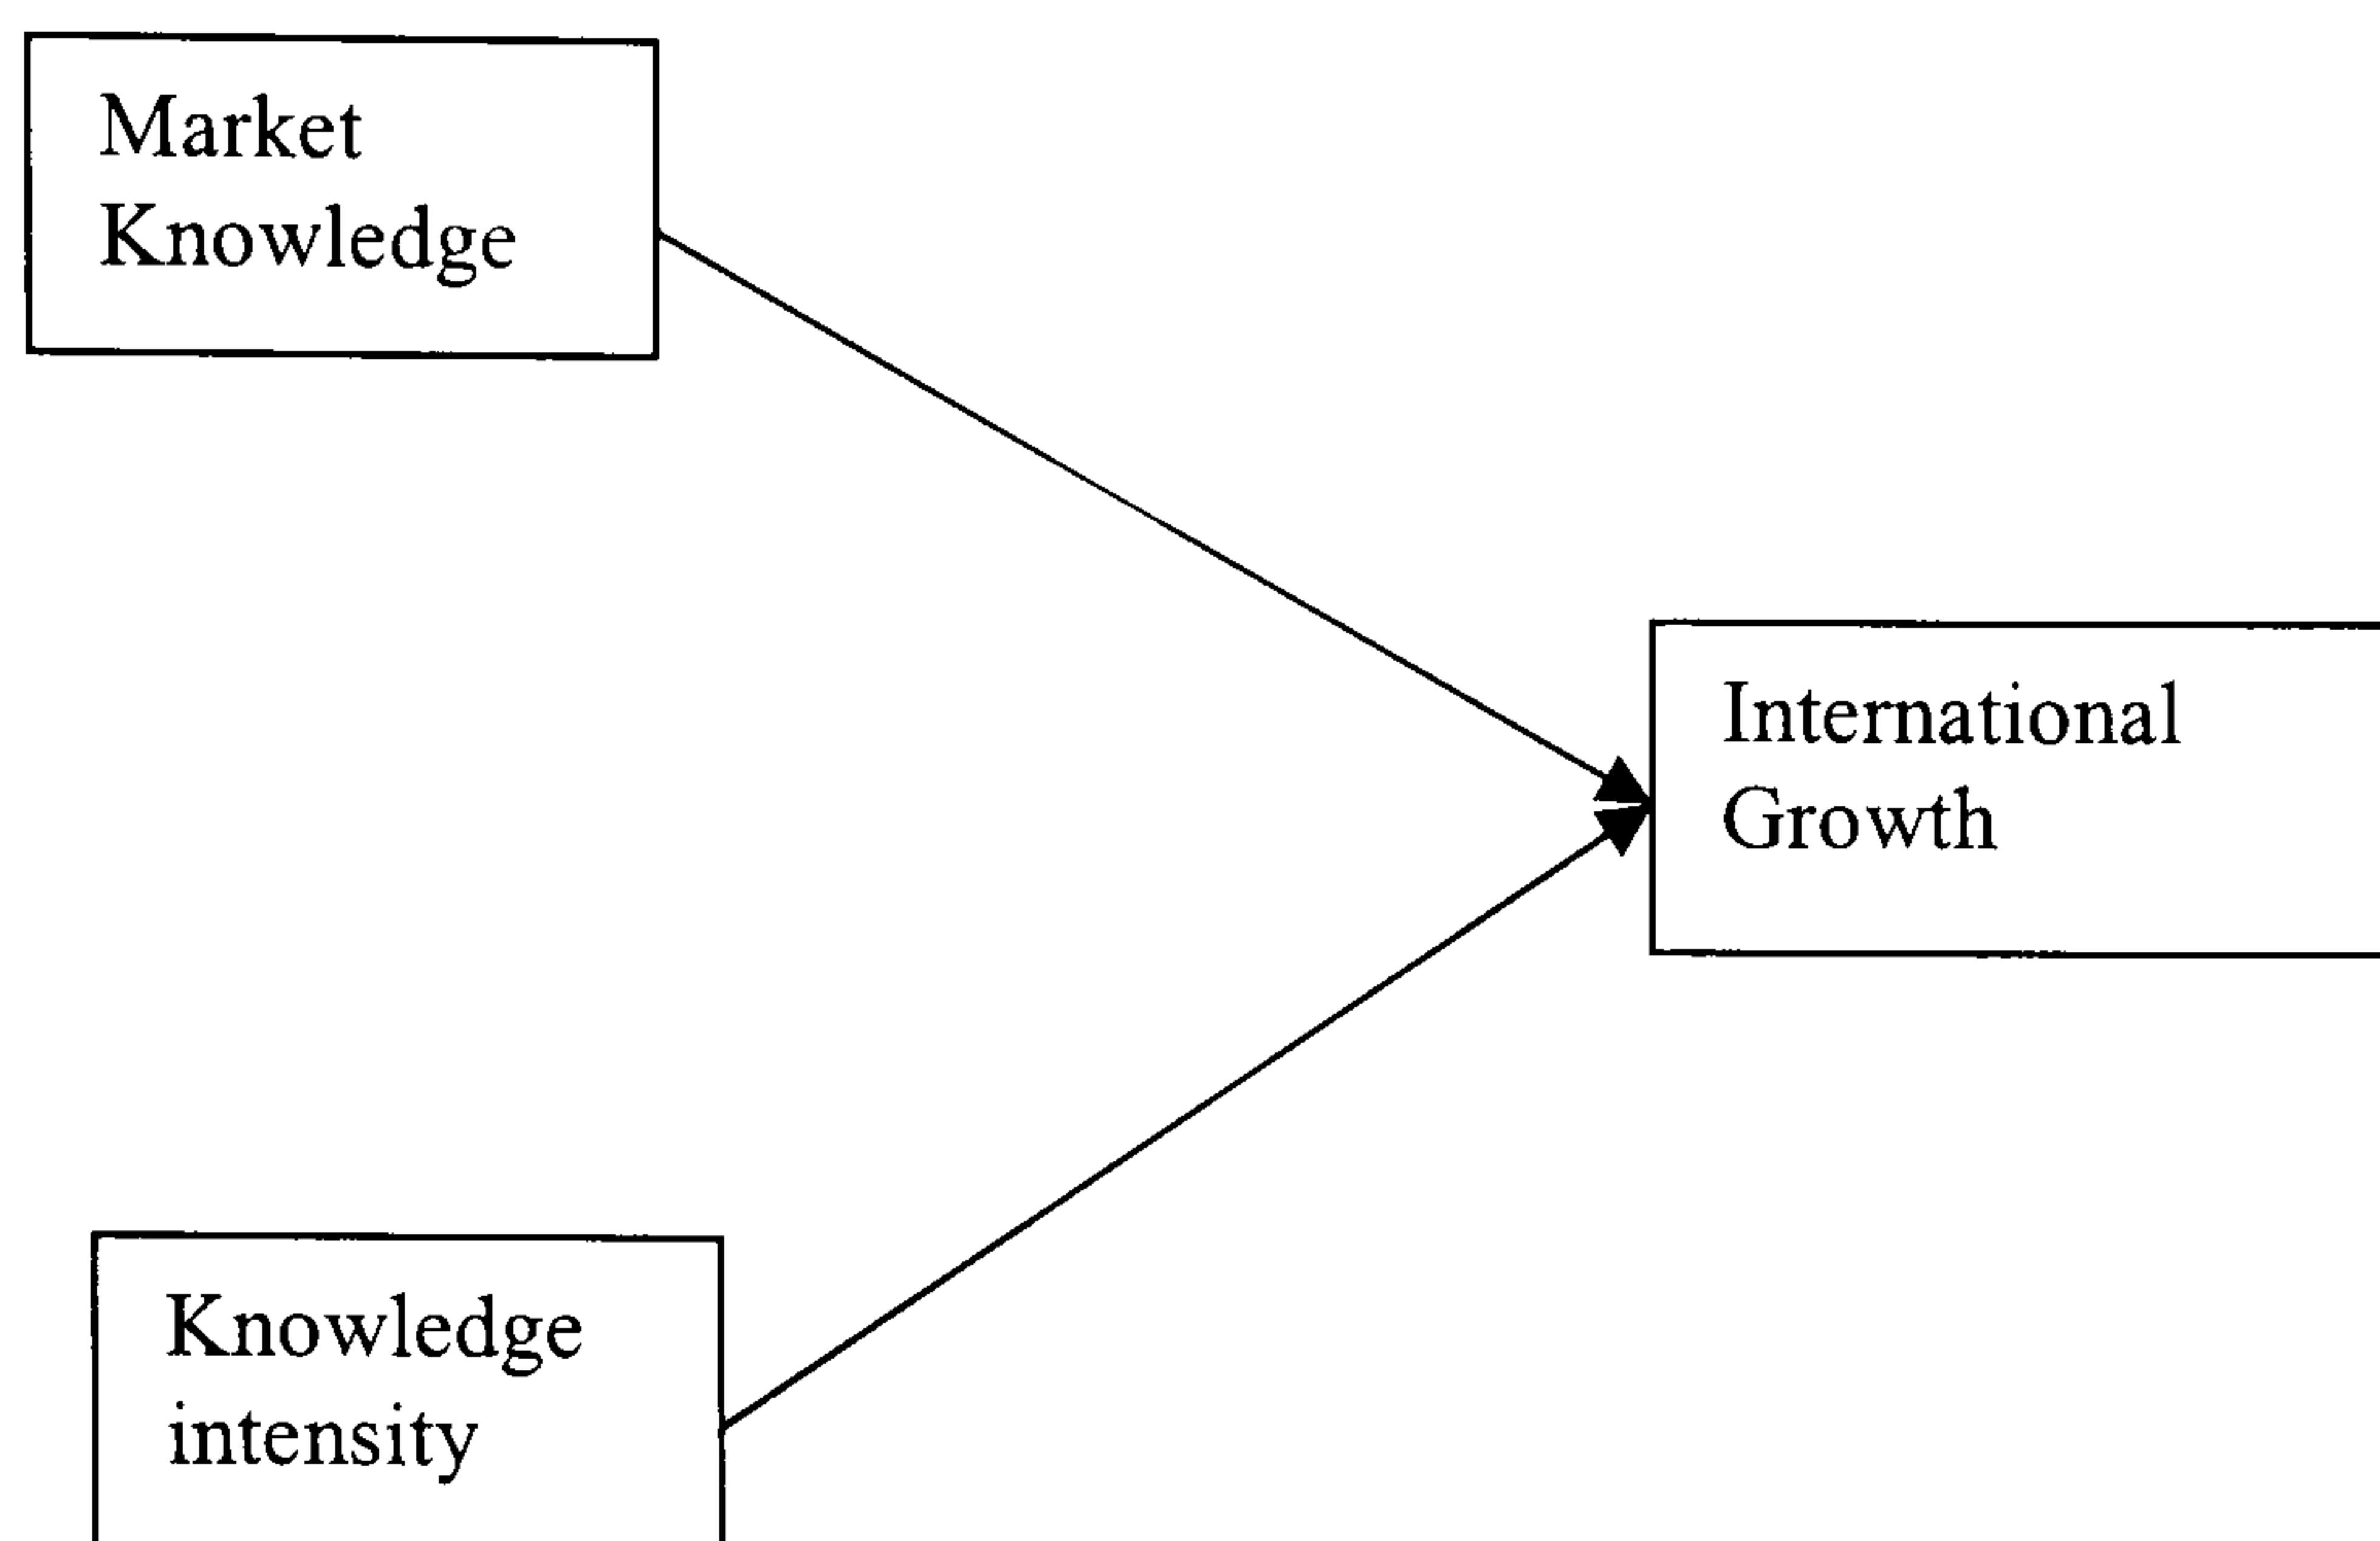 Market
Knowledge
International
Growth
Knowledge
intensity